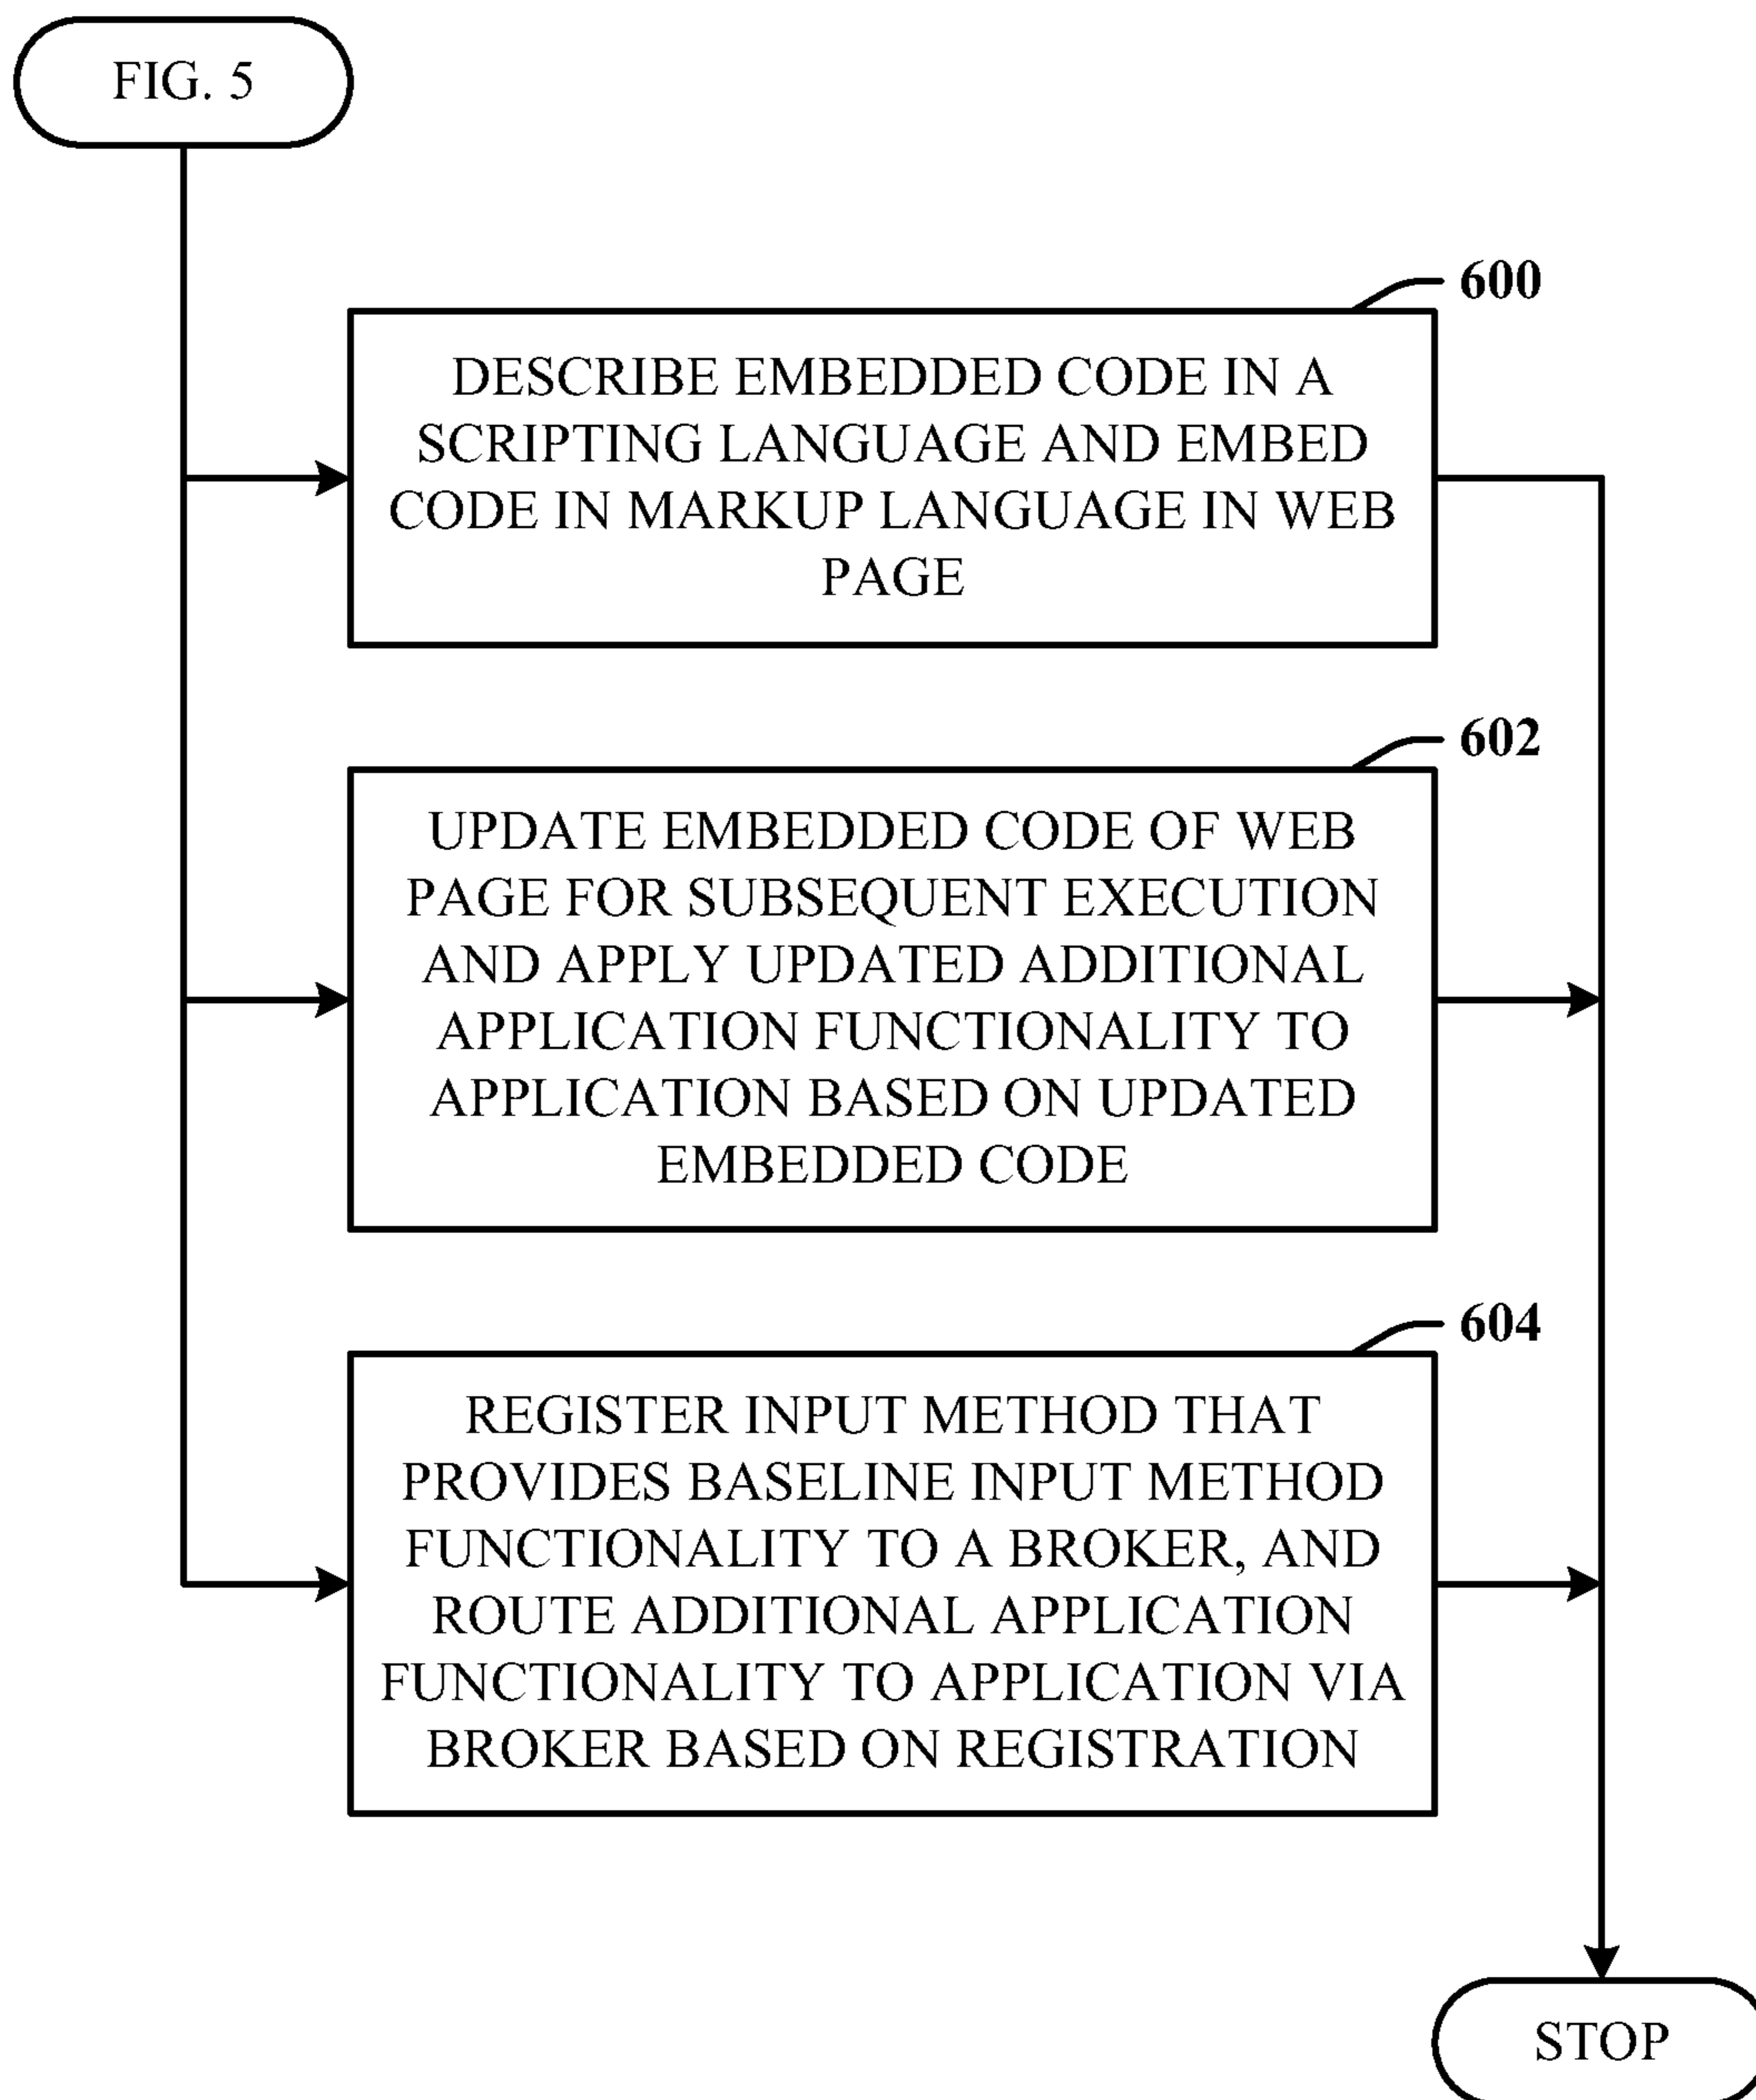 FIG. 5
600
DESCRIBE EMBEDDED CODE IN A
SCRIPTING LANGUAGE AND EMBED
CODE IN MARKUP LANGUAGE IN WEB
PAGE
602
UPDATE EMBEDDED CODE OF WEB
PAGE FOR SUBSEQUENT EXECUTION
AND APPLY UPDATED ADDITIONAL
APPLICATION FUNCTIONALITY TO
APPLICATION BASED ON UPDATED
EMBEDDED CODE
604
REGISTER INPUT METHOD THAT
PROVIDES BASELINE INPUT METHOD
FUNCTIONALITY TO A BROKER, AND
ROUTE ADDITIONAL APPLICATION
FUNCTIONALITY TO APPLICATION VIA
BROKER BASED ON REGISTRATION
STOP